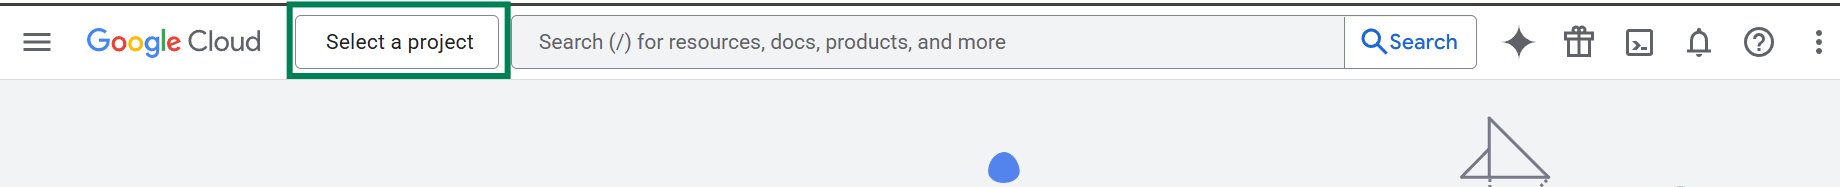 Google Cloud
Select a project
Search (/) for resources, docs, products, and more
Search